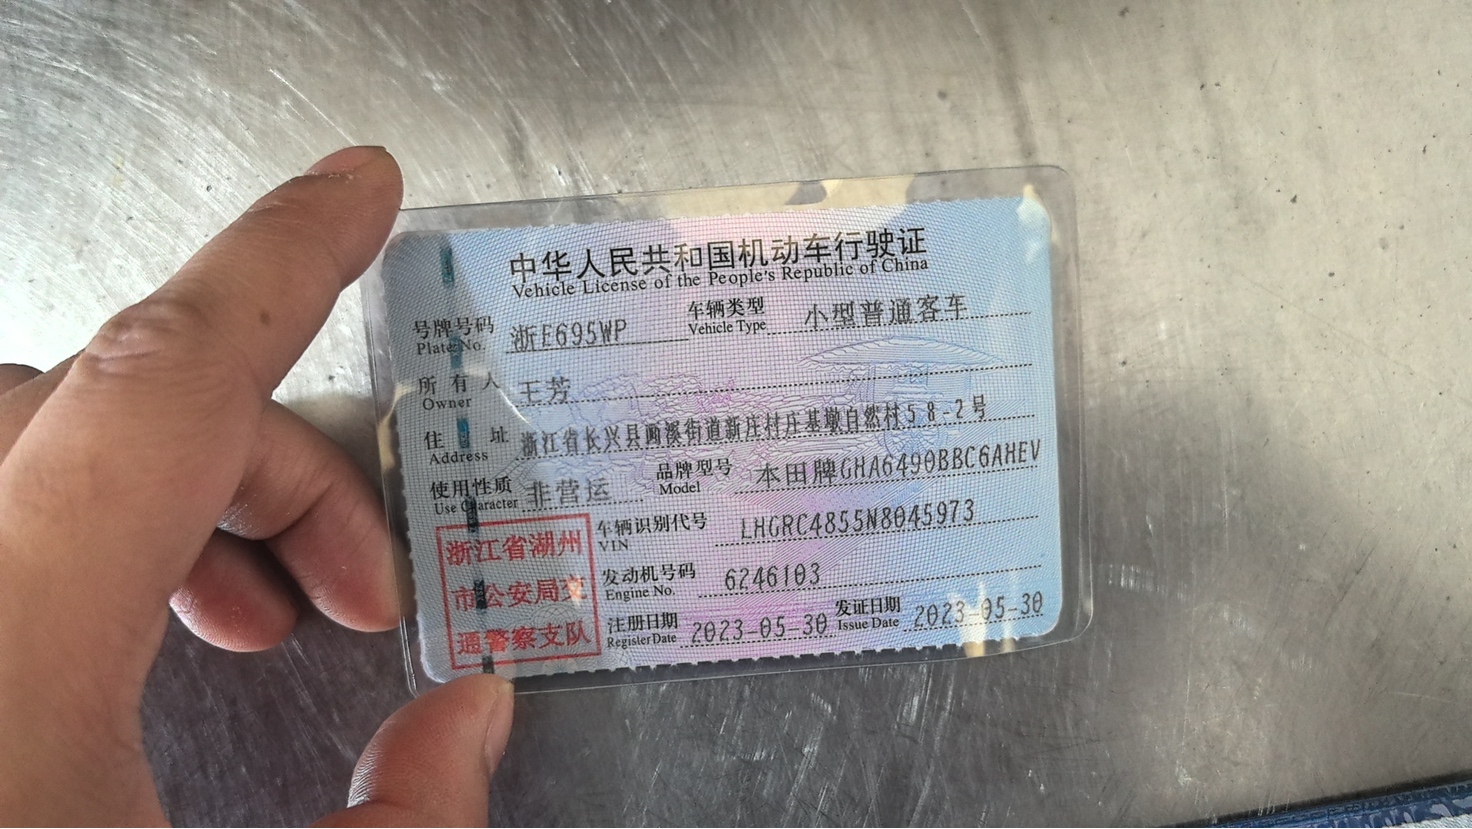 中华人民共和国机动车行驶证
Vehicle License of the People's Republic of China
号牌号码 浙E695WP 车辆类型 小型普通客车
Plate No. Vehicle Type
所有人 王芳
Owner
住址 浙江省长兴县画溪街道新庄村庄基墩自然村58-2号
Address
使用性质 非营运 品牌型号 本田牌GHA6490BBC6AHEV
Use Character Model
浙江省湖州
市公安局交
通警察支队
车辆识别代号 LHGRC4855N8045973
VIN
发动机号码 6246103
Engine No.
注册日期 2023-05-30 发证日期 2023-05-30
Register Date Issue Date